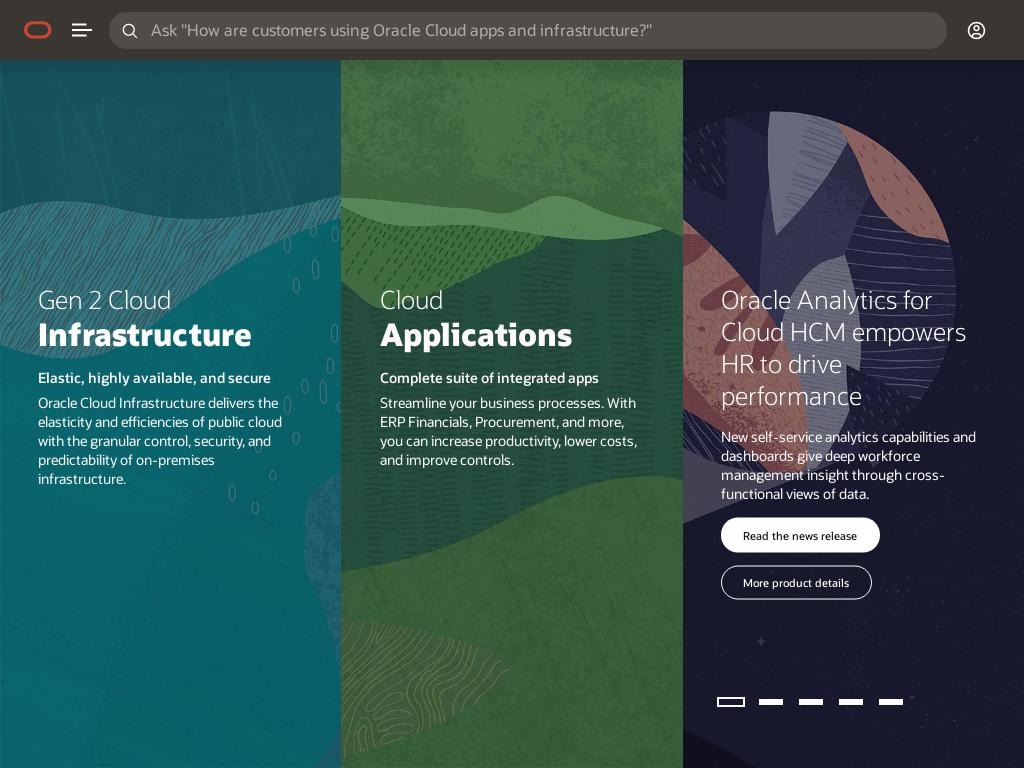 Ask "How are customers using Oracle Cloud apps and infrastructure?"
Gen 2 Cloud
Infrastructure
Elastic, highly available, and secure
Oracle Cloud Infrastructure delivers the
elasticity and efficiencies of public cloud
with the granular control, security, and
predictability of on-premises
infrastructure.
Cloud
Applications
Complete suite of integrated apps
Streamline your business processes. With
ERP Financials, Procurement, and more,
you can increase productivity, lower costs,
and improve controls.
Oracle Analytics for
Cloud HCM empowers
HR to drive
performance
New self-service analytics capabilities and
dashboards give deep workforce
management insight through cross-
functional views of data.
Read the news release
More product details